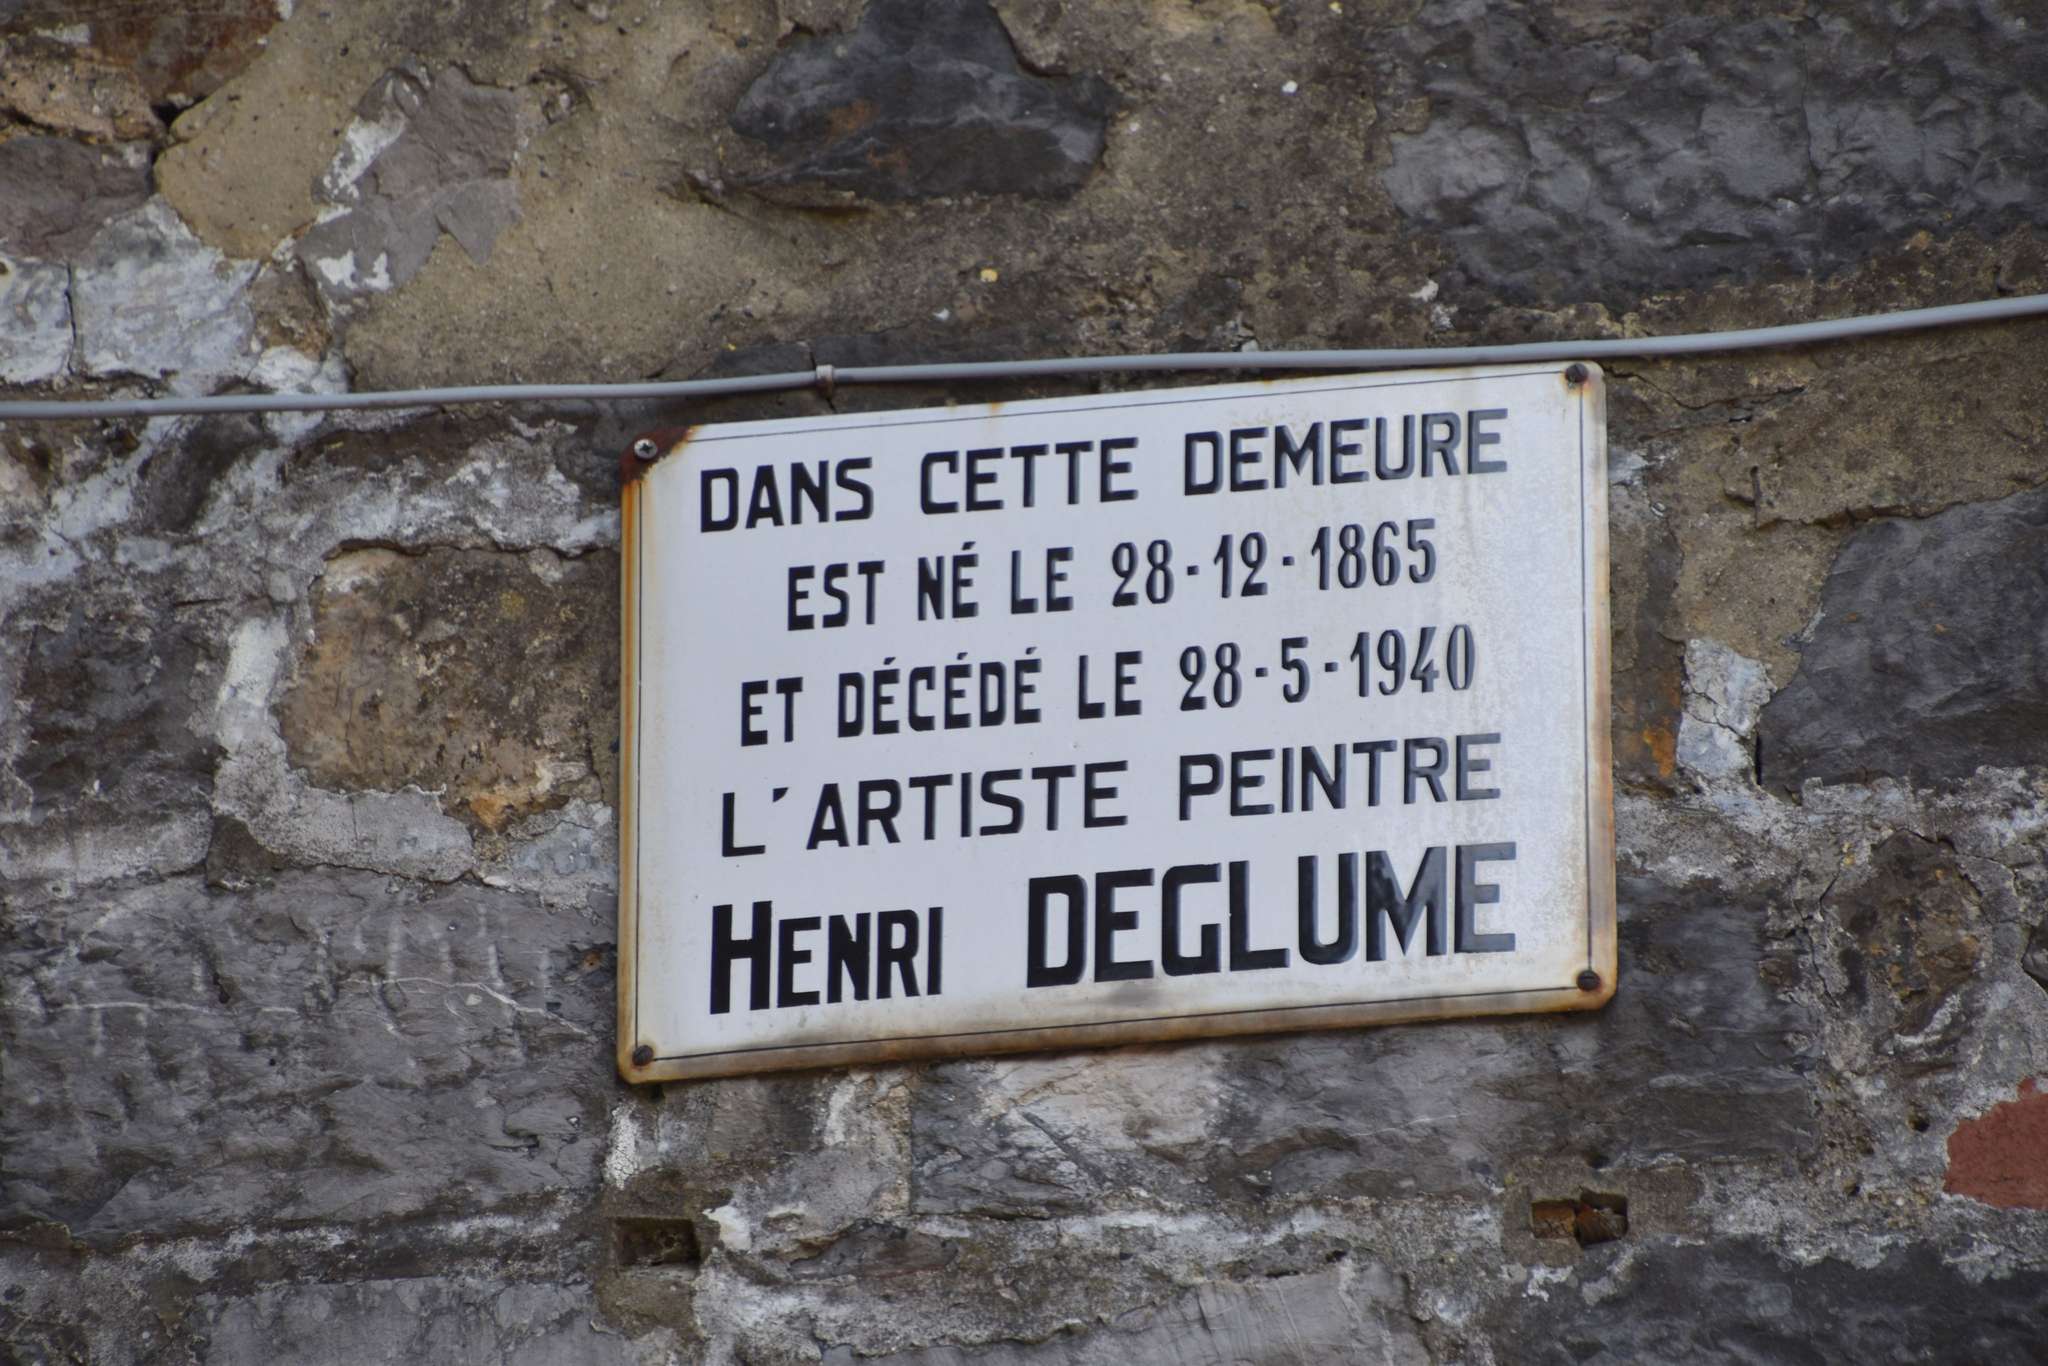 DANS CETTE DEMEURE
EST NÉ LE 28-12-1865
ET DÉCÉDÉ LE 28-5-1940
L'ARTISTE PEINTRE
HENRI DEGLUME